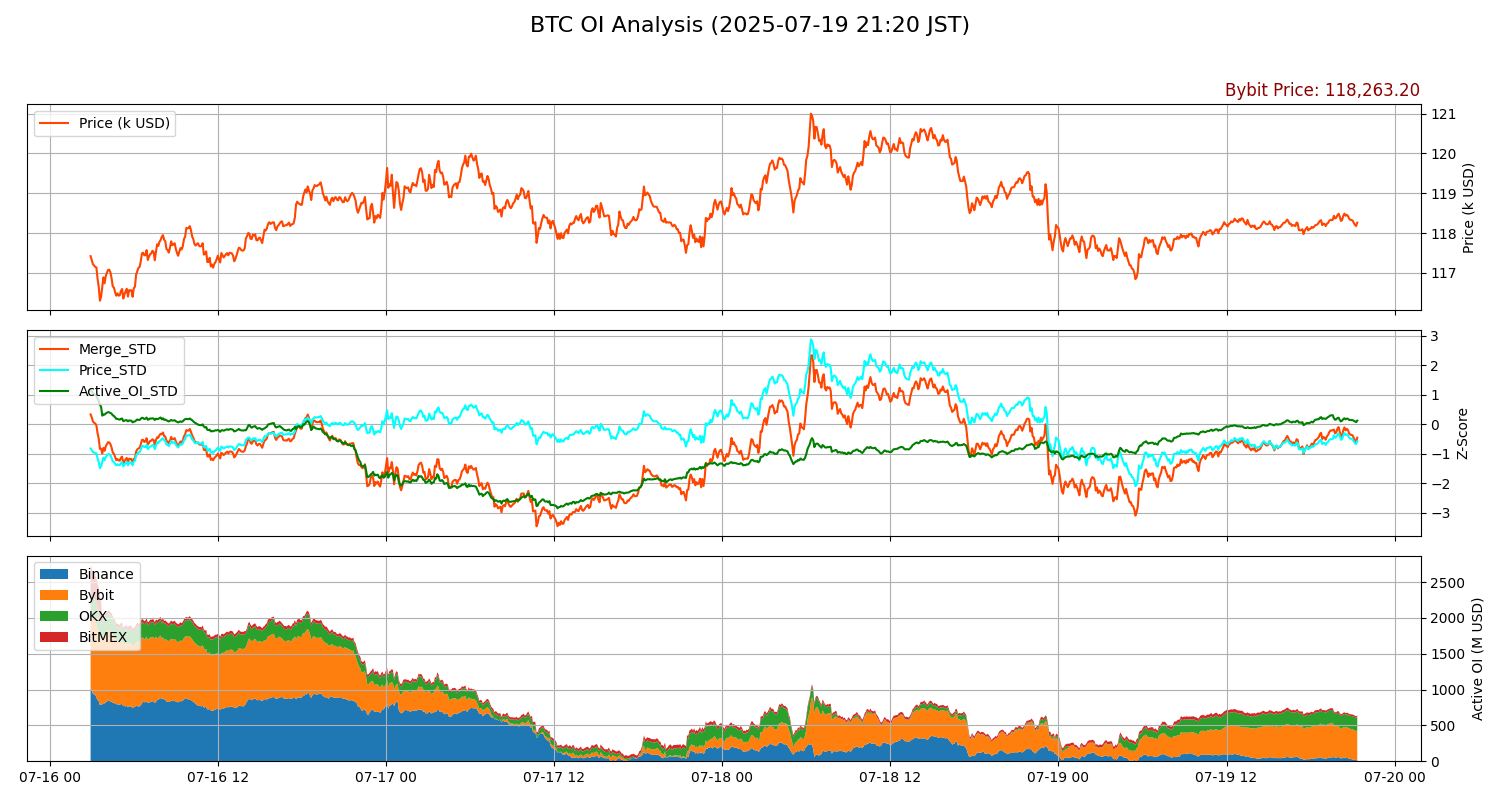 BTC OI Analysis (2025-07-19 21:20 JST)
Bybit Price: 118,263.20
Price (k USD)
121
120
119
118
117
Price (k USD)
Merge_STD
Price_STD
Active_OI_STD
3
2
1
0
−1
−2
−3
Z-Score
Binance
Bybit
OKX
BitMEX
2500
2000
1500
1000
500
0
Active OI (M USD)
07-16 00
07-16 12
07-17 00
07-17 12
07-18 00
07-18 12
07-19 00
07-19 12
07-20 00